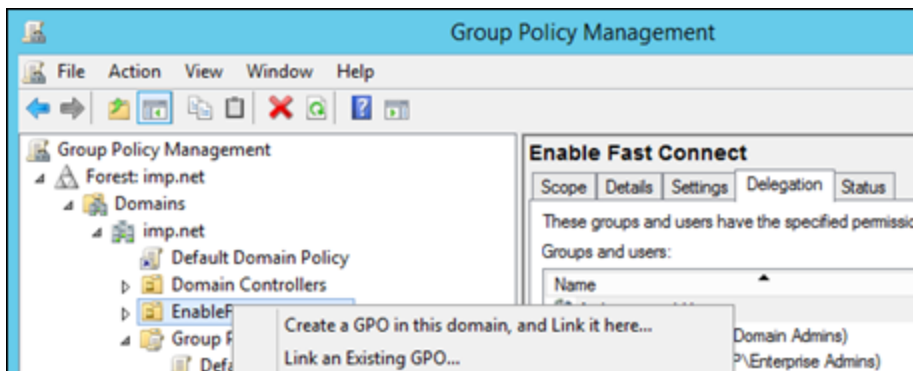 Group Policy Management
File Action View Window Help
Group Policy Management
Forest: imp.net
Domains
imp.net
Default Domain Policy
Domain Controllers
Enable
Group
Defa
Create a GPO in this domain, and Link it here...
Link an Existing GPO...
Enable Fast Connect
Scope Details Settings Delegation Status
These groups and users have the specified permissio
Groups and users:
Name
Domain Admins)
P\Enterprise Admins)